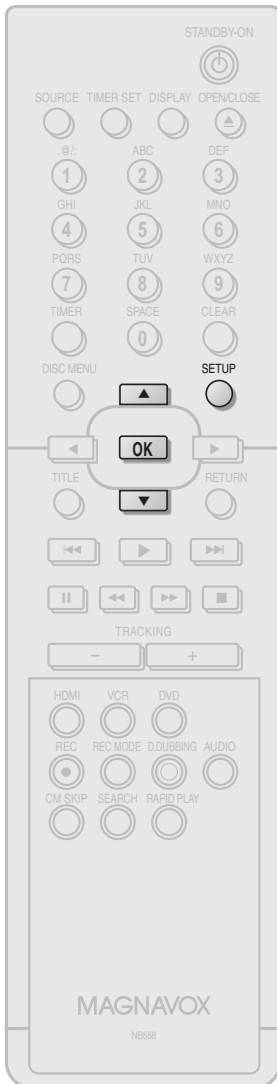 STANDBY-ON
SOURCE TIMER SET DISPLAY OPEN/CLOSE
.@/: ABC DEF
1 2 3
GHI JKL MNO
4 5 6
PQRS TUV WXYZ
7 8 9
TIMER SPACE CLEAR
0
DISC MENU SETUP
OK
TITLE RETURN
TRACKING
− +
HDMI VCR DVD
REC REC MODE D.DUBBING AUDIO
CM SKIP SEARCH RAPID PLAY
MAGNAVOX
NB558